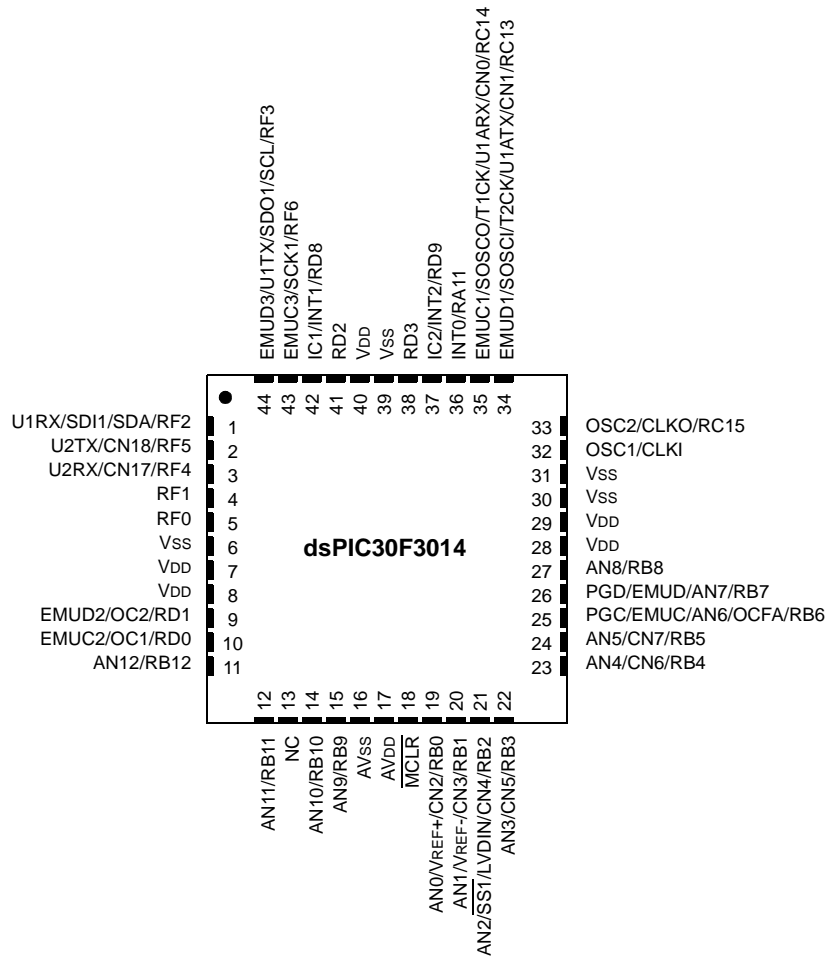 EMUD3/U1TX/SDO1/SCL/RF3
EMUC3/SCK1/RF6
IC1/INT1/RD8
RD2
VDD
VSS
RD3
IC2/INT2/RD9
INT0/RA11
EMUC1/SOSCO/T1CK/U1ARX/CN0/RC14
EMUD1/SOSCI/T2CK/U1ATX/CN1/RC13
44
43
42
41
40
39
38
37
36
35
34
U1RX/SDI1/SDA/RF2 1
U2TX/CN18/RF5 2
U2RX/CN17/RF4 3
RF1 4
RF0 5
VSS 6
VDD 7
VDD 8
EMUD2/OC2/RD1 9
EMUC2/OC1/RD0 10
AN12/RB12 11
dsPIC30F3014
33 OSC2/CLKO/RC15
32 OSC1/CLKI
31 VSS
30 VSS
29 VDD
28 VDD
27 AN8/RB8
26 PGD/EMUD/AN7/RB7
25 PGC/EMUC/AN6/OCFA/RB6
24 AN5/CN7/RB5
23 AN4/CN6/RB4
12
13
14
15
16
17
18
19
20
21
22
AN11/RB11
NC
AN10/RB10
AN9/RB9
AVSS
AVDD
MCLR
AN0/VREF+/CN2/RB0
AN1/VREF-/CN3/RB1
AN2/SS1/LVDIN/CN4/RB2
AN3/CN5/RB3